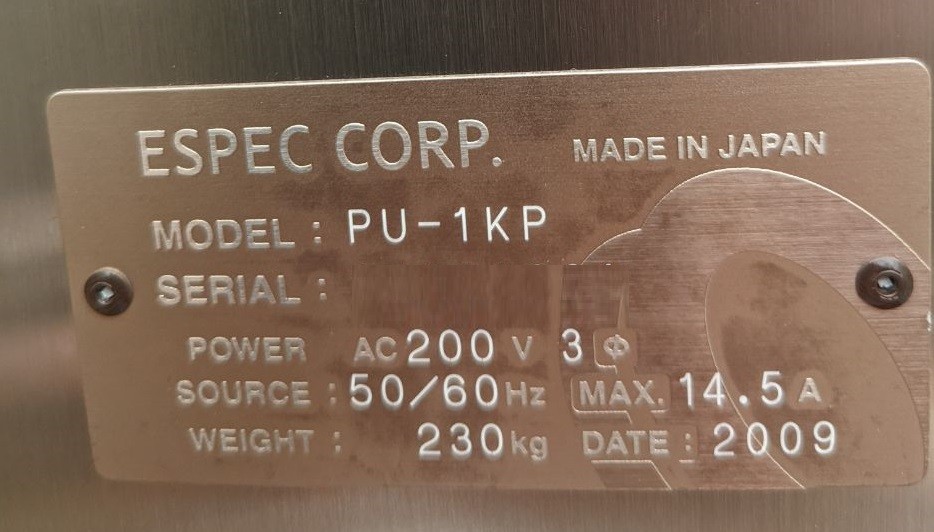 ESPEC CORP. MADE IN JAPAN
MODEL : PU-1KP
SERIAL :
POWER AC 200 V 3 Φ
SOURCE : 50/60 Hz MAX. 14.5 A
WEIGHT : 230 kg DATE : 2009